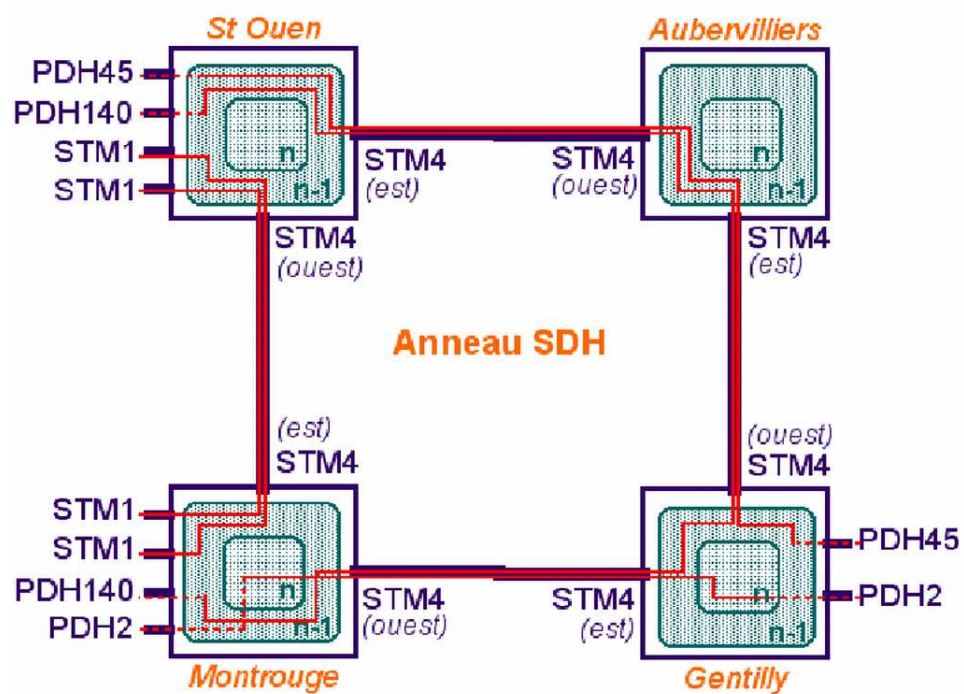 St Ouen
PDH45
PDH140
STM1
STM1
n
n-1
STM4
(est)
STM4
(ouest)
Aubervilliers
n
n-1
STM4
(ouest)
STM4
(est)
Anneau SDH
(est)
STM4
STM1
STM1
PDH140
PDH2
n
n-1
STM4
(ouest)
Montrouge
(ouest)
STM4
PDH45
PDH2
n
n-1
STM4
(est)
Gentilly